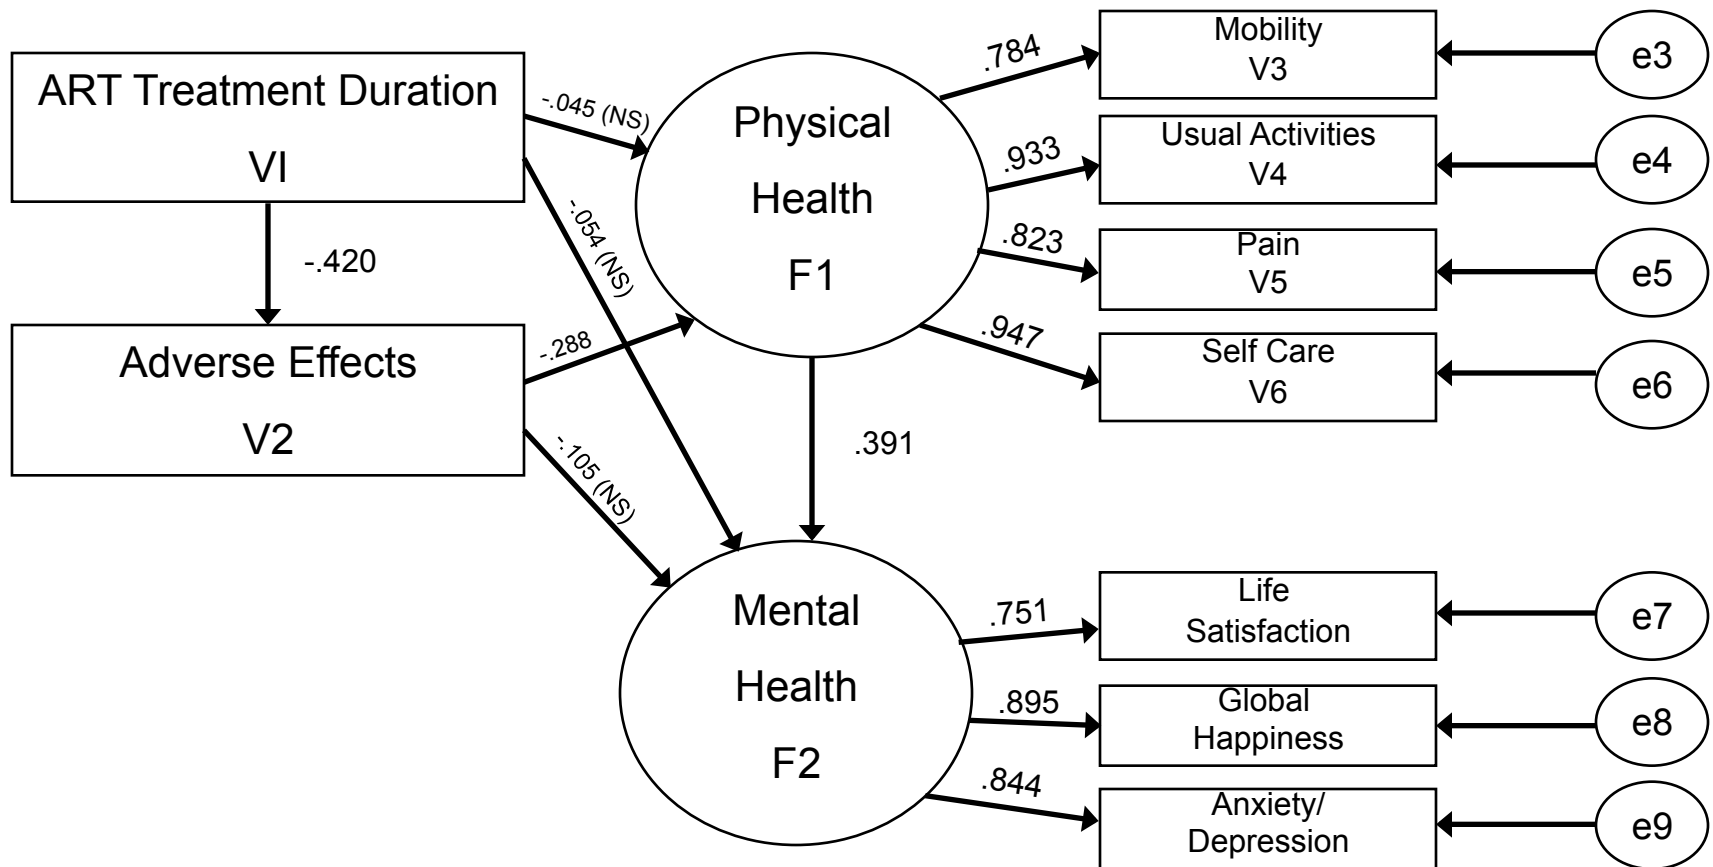 ART Treatment Duration
VI
-.420
Adverse Effects
V2
-.045 (NS)
-.054 (NS)
-.288
-.105 (NS)
Physical
Health
F1
.391
Mental
Health
F2
.784
.933
.823
.947
Mobility
V3
Usual Activities
V4
Pain
V5
Self Care
V6
e3
e4
e5
e6
.751
.895
.844
Life
Satisfaction
Global
Happiness
Anxiety/
Depression
e7
e8
e9